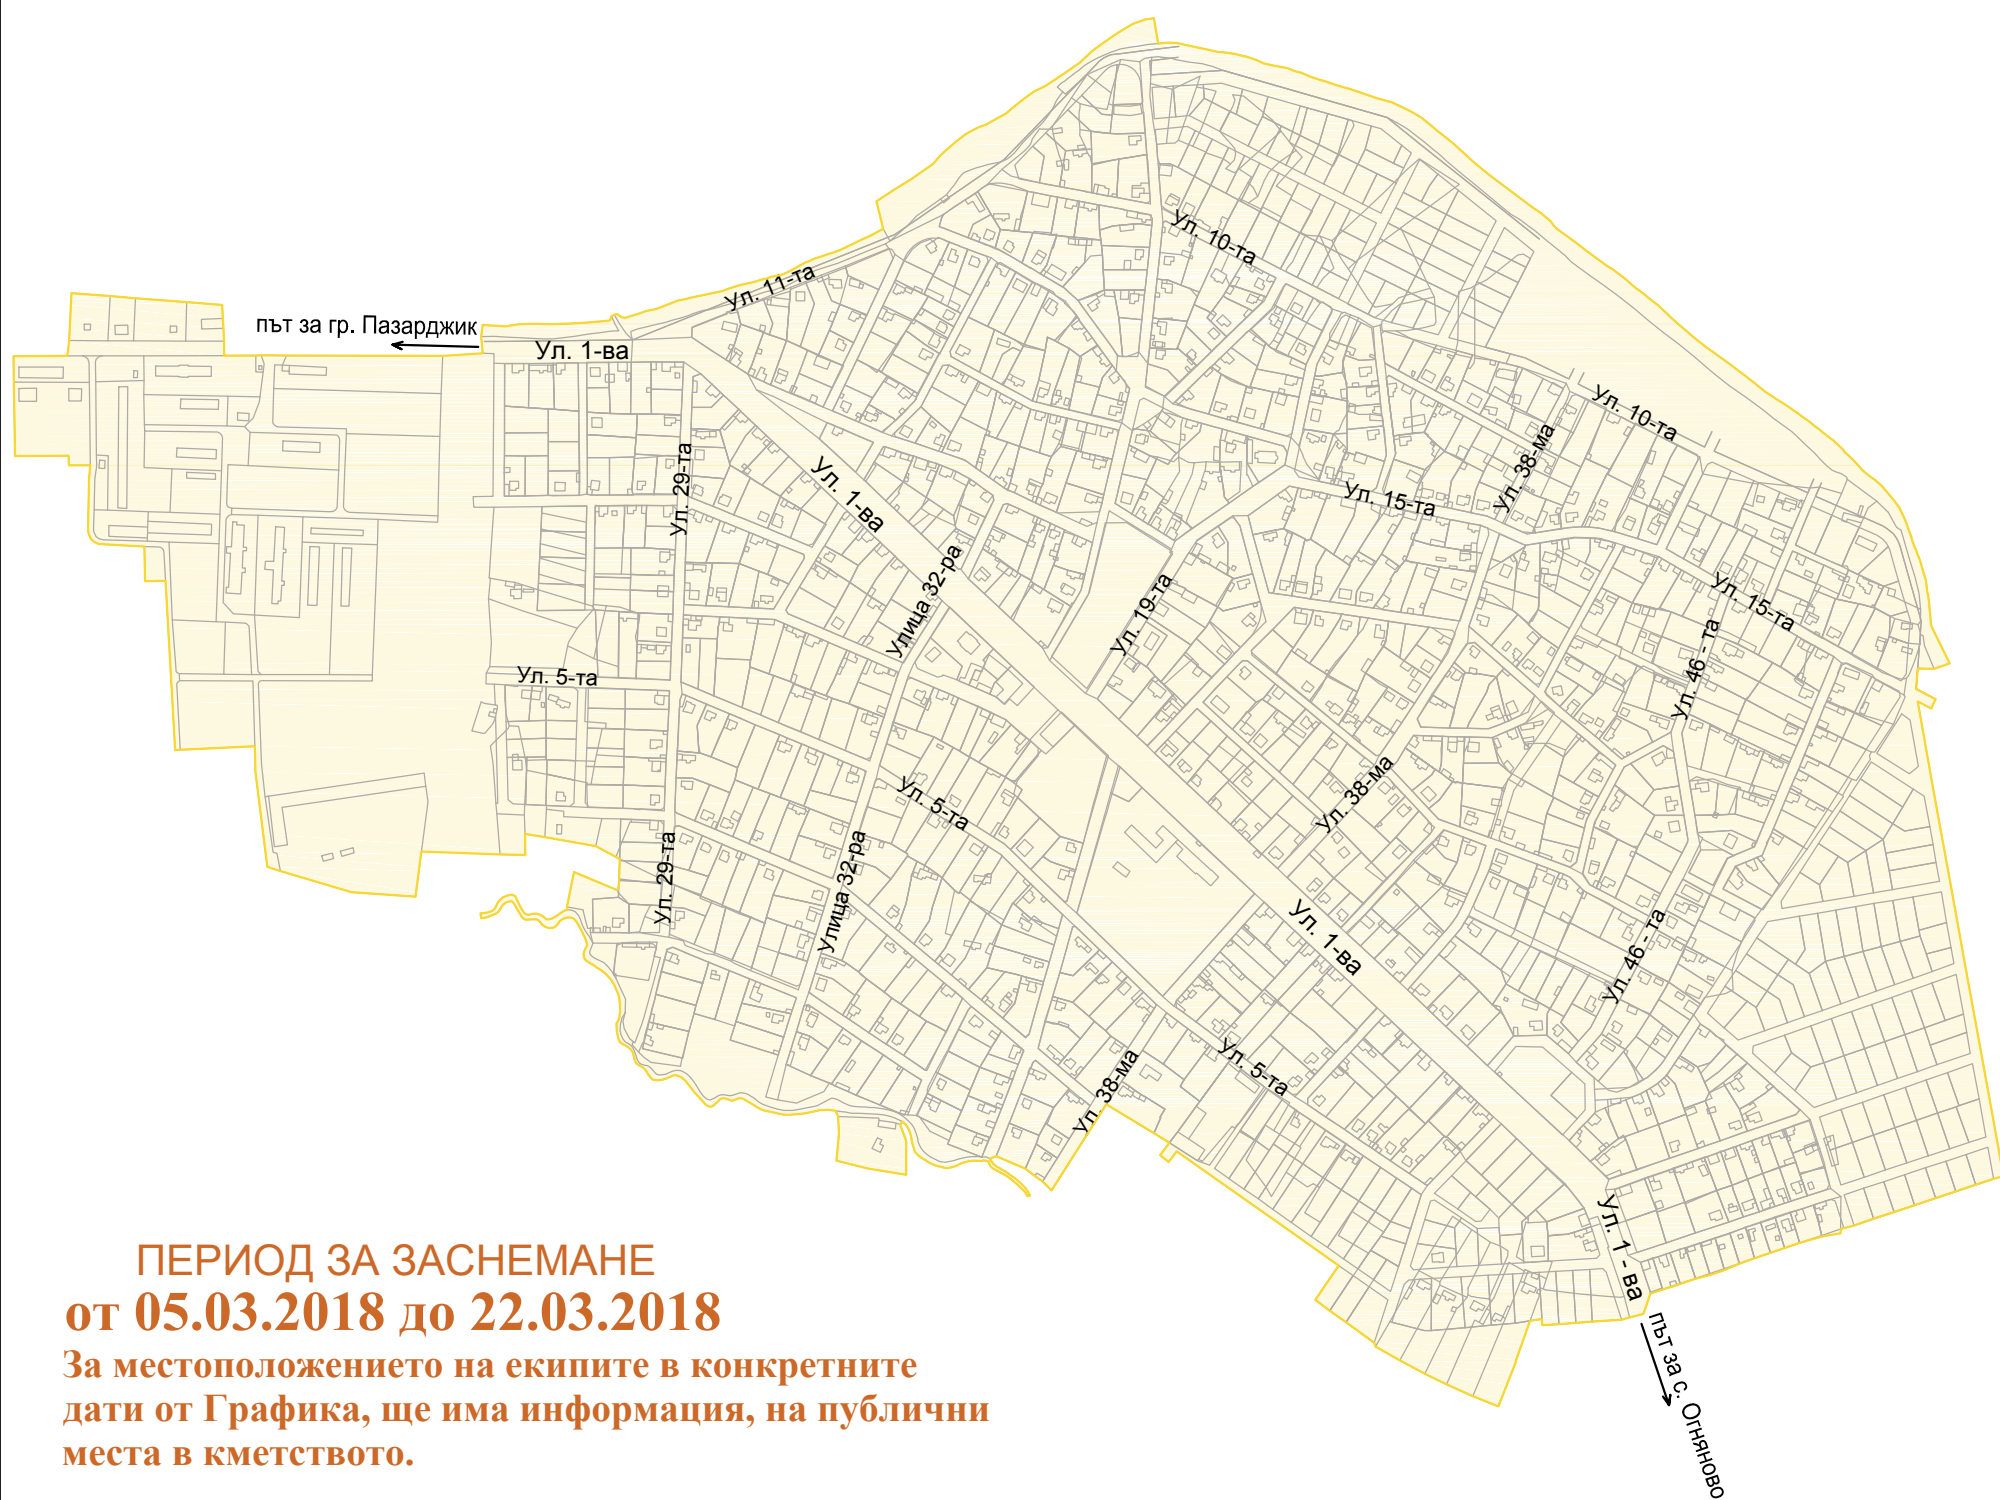 Ул. 10-та
Ул. 11-та
път за гр. Пазарджик
Ул. 1-ва
Ул. 10-та
Ул. 29-та
Ул. 1-ва
Ул. 38-ма
Ул. 15-та
Улица 32-ра
Ул. 19-та
Ул. 15-та
Ул. 46 - та
Ул. 5-та
Ул. 5-та
Ул. 38-ма
Ул. 29-та
Улица 32-ра
Ул. 1-ва
Ул. 46 - та
Ул. 5-та
Ул. 38-ма
Ул. 1 - ва
път за с. Огняново
ПЕРИОД ЗА ЗАСНЕМАНЕ
от 05.03.2018 до 22.03.2018
За местоположението на екипите в конкретните
дати от Графика, ще има информация, на публични
места в кметството.